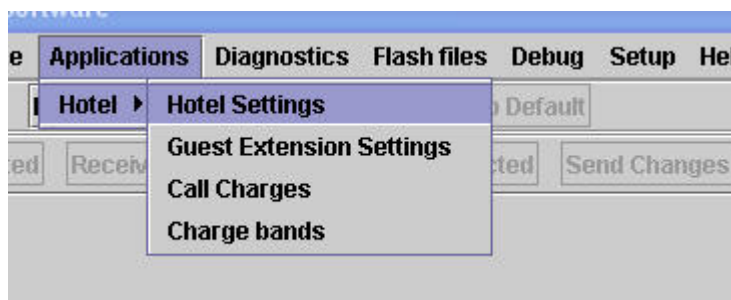 Applications Diagnostics Flash files Debug Setup
Hotel Hotel Settings Default
Guest Extension Settings
Send Changes
Call Charges
Charge bands